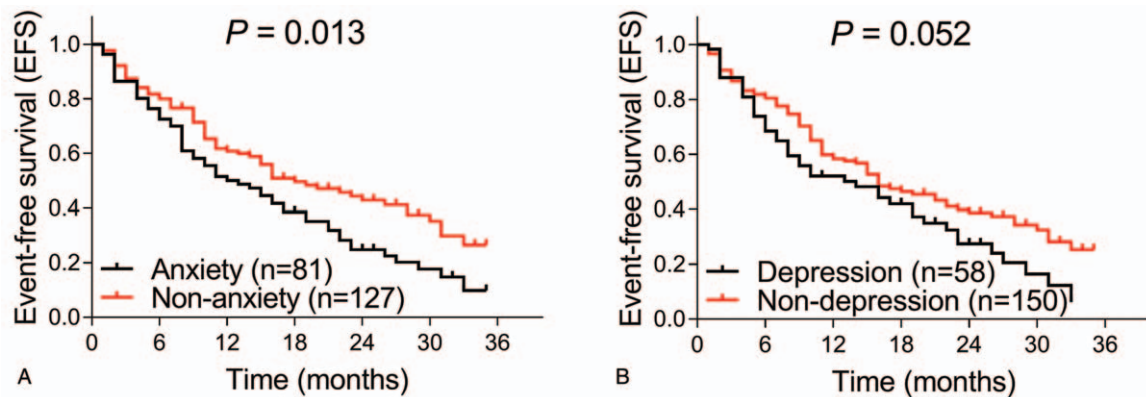 P = 0.013
Event-free survival (EFS)
1.0
0.8
0.6
0.4
0.2
0.0
Anxiety (n=81)
Non-anxiety (n=127)
0 6 12 18 24 30 36
Time (months)
A
P = 0.052
Event-free survival (EFS)
1.0
0.8
0.6
0.4
0.2
0.0
Depression (n=58)
Non-depression (n=150)
0 6 12 18 24 30 36
Time (months)
B